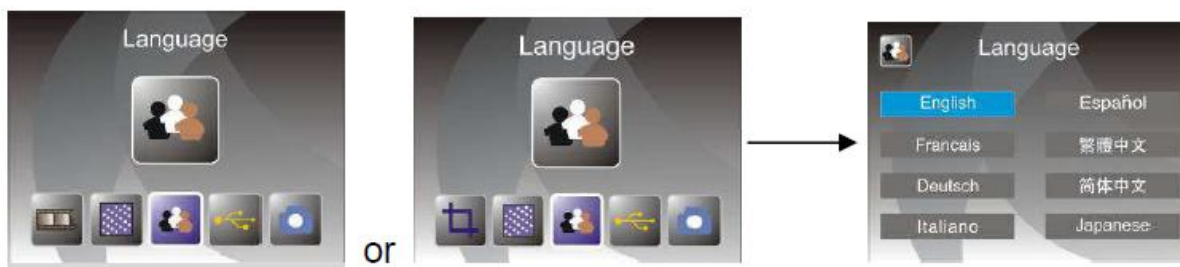 Language
or
Language
Language
English
Español
Francais
繁體中文
Deutsch
简体中文
Italiano
Japanese